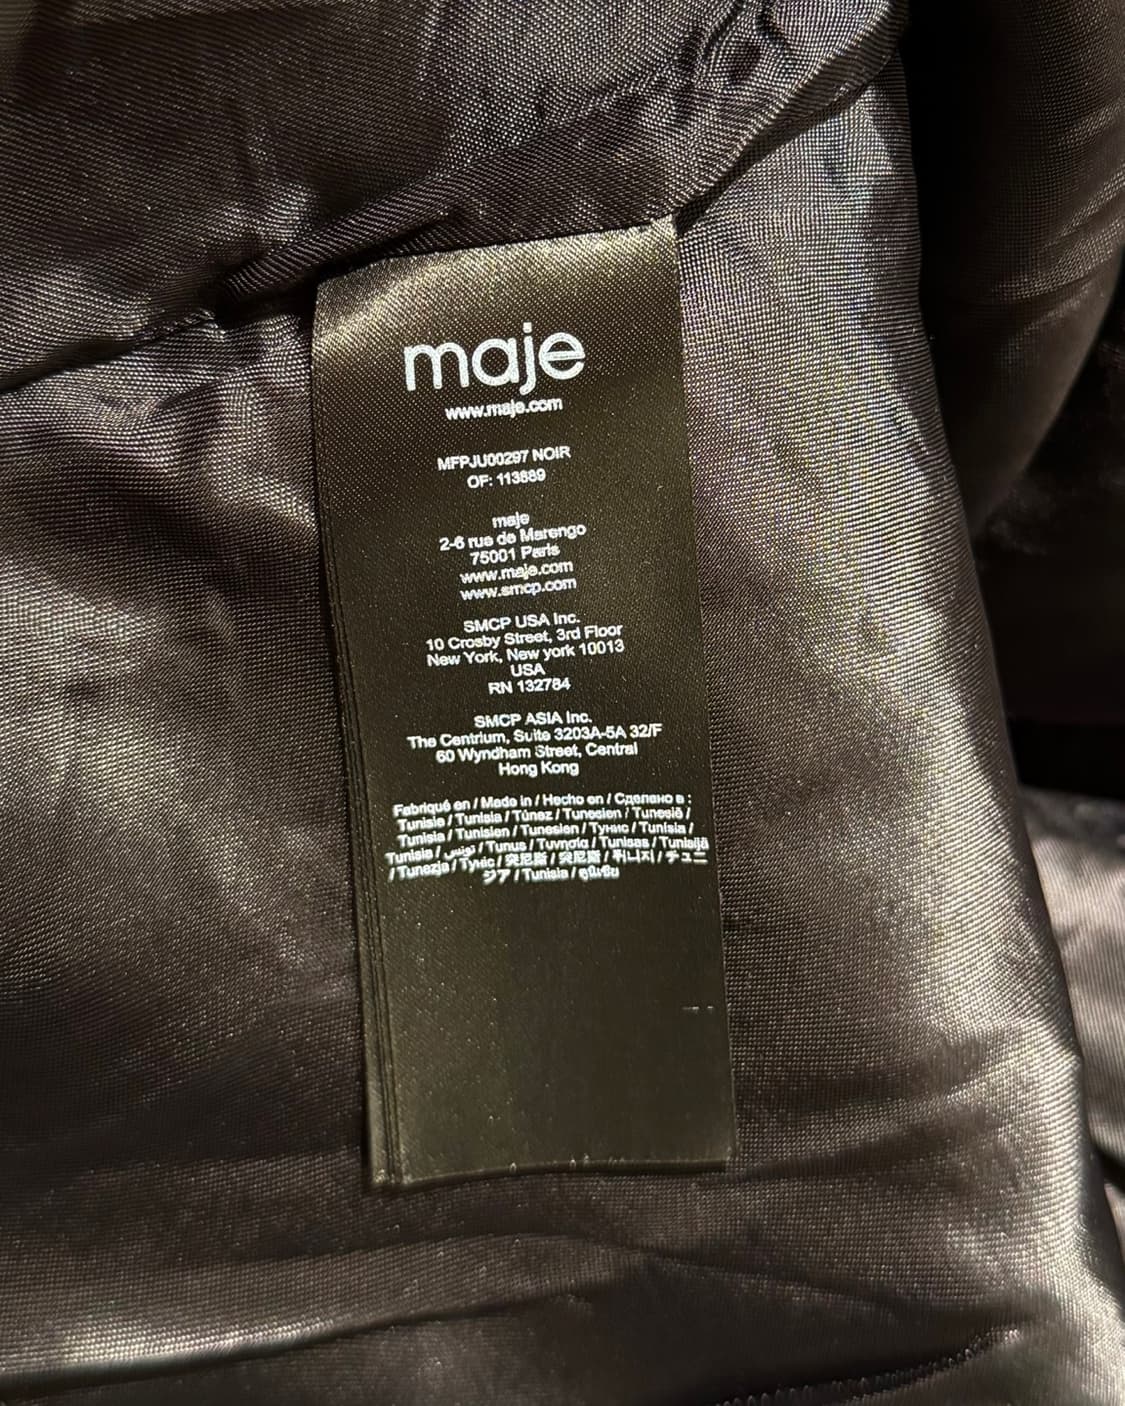 maje
www.maje.com
MFPJU00297 NOIR
OF: 113889
maje
2-6 rue de Marengo
75001 Paris
www.maje.com
www.smcp.com
SMCP USA Inc.
10 Crosby Street, 3rd Floor
New York, New york 10013
USA
RN 132784
SMCP ASIA Inc.
The Centrium, Suite 3203A-5A 32/F
60 Wyndham Street, Central
Hong Kong
Fabriqué en / Made in / Hecho en / Сделано в :
Tunisie / Tunisia / Túnez / Tunesien / Tunesië /
Tunísia / Tunisien / Tunesien / Тунис / Tunísia /
Tunisia / تونس / Tunus / Τυνησία / Tunisas / Tunisijā
/ Tunezja / Туніс / 突尼斯 / 突尼斯 / 튀니지 / チュニ
ジア / Tunisia / ตูนิเซีย